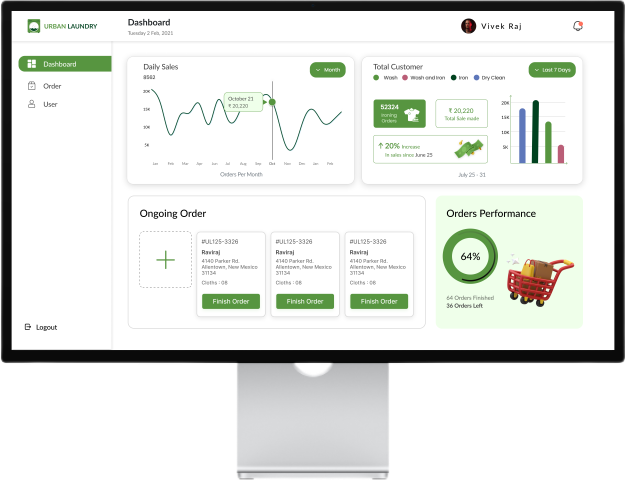 URBAN LAUNDRY
Dashboard
Tuesday 2 Feb, 2021
Vivek Raj
Dashboard
Order
User
Logout
Daily Sales
8562
Month
20K
15K
10K
5K
October 21
₹ 20,220
Jan Feb Mar Apr May Jun Jul Aug Sep Oct Nov Dec Jan Feb
Orders Per Month
Total Customer
Wash Wash and Iron Iron Dry Clean
Last 7 Days
52324
Ironing
Orders
₹ 20,220
Total Sale made
20% Increase
In sales since June 25
20K
15K
10K
5K
July 25 - 31
Ongoing Order
#UL125-3326
Raviraj
4140 Parker Rd.
Allentown, New Mexico
31134
Cloths : 08
Finish Order
#UL125-3326
Raviraj
4140 Parker Rd.
Allentown, New Mexico
31134
Cloths : 08
Finish Order
#UL125-3326
Raviraj
4140 Parker Rd.
Allentown, New Mexico
31134
Cloths : 08
Finish Order
Orders Performance
64%
64 Orders Finished
36 Orders Left